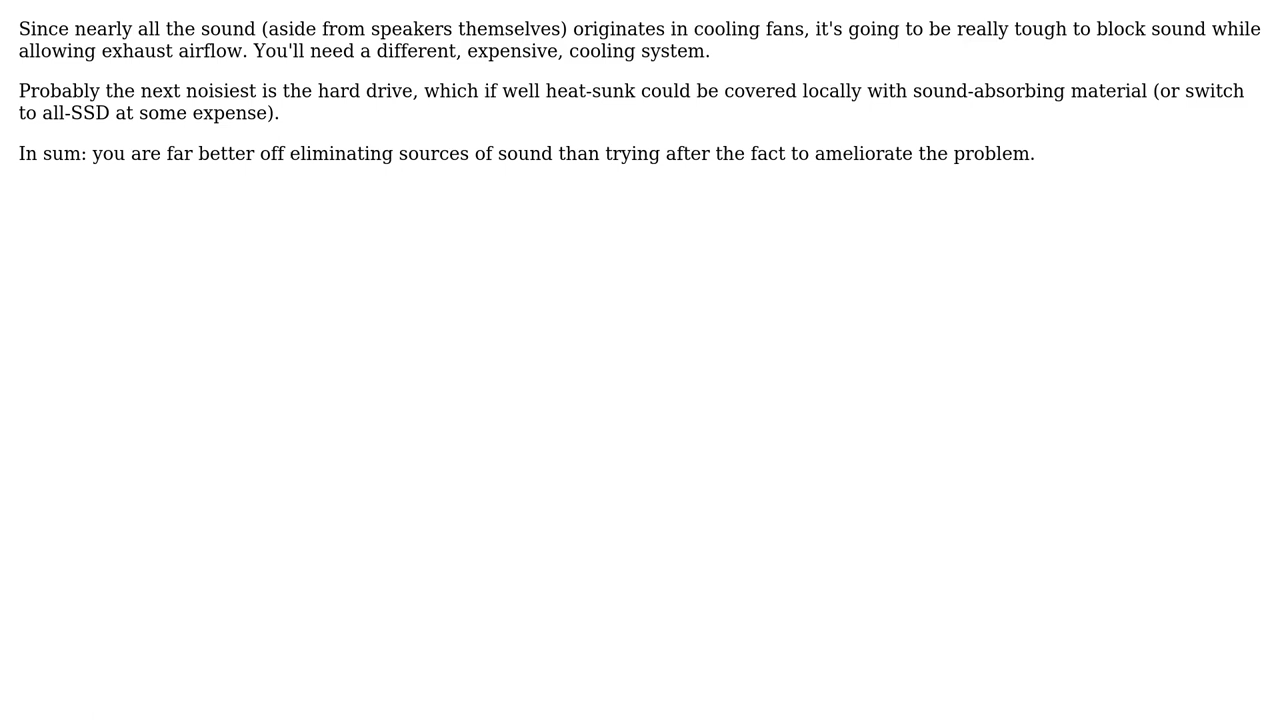 Since nearly all the sound (aside from speakers themselves) originates in cooling fans, it's going to be really tough to block sound while
allowing exhaust airflow. You'll need a different, expensive, cooling system.
Probably the next noisiest is the hard drive, which if well heat-sunk could be covered locally with sound-absorbing material (or switch
to all-SSD at some expense).
In sum: you are far better off eliminating sources of sound than trying after the fact to ameliorate the problem.